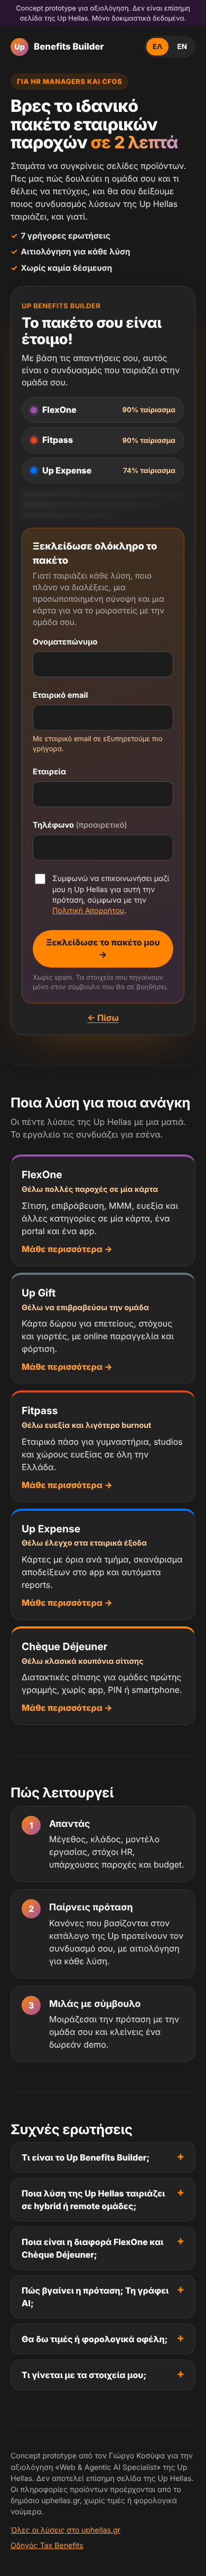 Concept prototype για αξιολόγηση. Δεν είναι επίσημη
σελίδα της Up Hellas. Μόνο δοκιμαστικά δεδομένα.
Up Benefits Builder
ΕΛ EN
ΓΙΑ HR MANAGERS ΚΑΙ CFOS
Βρες το ιδανικό
πακέτο εταιρικών
παροχών σε 2 λεπτά
Σταμάτα να συγκρίνεις σελίδες προϊόντων.
Πες μας πώς δουλεύει η ομάδα σου και τι
θέλεις να πετύχεις, και θα σου δείξουμε
ποιος συνδυασμός λύσεων της Up Hellas
ταιριάζει, και γιατί.
✓ 7 γρήγορες ερωτήσεις
✓ Αιτιολόγηση για κάθε λύση
✓ Χωρίς καμία δέσμευση
UP BENEFITS BUILDER
Το πακέτο σου είναι
έτοιμο!
Με βάση τις απαντήσεις σου, αυτός
είναι ο συνδυασμός που ταιριάζει στην
ομάδα σου.
FlexOne 90% ταίριασμα
Fitpass 90% ταίριασμα
Up Expense 74% ταίριασμα
Ξεκλείδωσε ολόκληρο το
πακέτο
Γιατί ταιριάζει κάθε λύση, ποιο
πλάνο να διαλέξεις, μια
προσωποποιημένη σύνοψη και μια
κάρτα για να το μοιραστείς με την
ομάδα σου.
Ονοματεπώνυμο
Εταιρικό email
Με εταιρικό email σε εξυπηρετούμε πιο
γρήγορα.
Εταιρεία
Τηλέφωνο (προαιρετικό)
Συμφωνώ να επικοινωνήσει μαζί
μου η Up Hellas για αυτή την
πρόταση, σύμφωνα με την
Πολιτική Απορρήτου.
Ξεκλείδωσε το πακέτο μου
→
Χωρίς spam. Τα στοιχεία σου πηγαίνουν
μόνο στον σύμβουλο που θα σε βοηθήσει.
← Πίσω
Ποια λύση για ποια ανάγκη
Οι πέντε λύσεις της Up Hellas με μια ματιά.
Το εργαλείο τις συνδυάζει για εσένα.
FlexOne
Θέλω πολλές παροχές σε μία κάρτα
Σίτιση, επιβράβευση, ΜΜΜ, ευεξία και
άλλες κατηγορίες σε μία κάρτα, ένα
portal και ένα app.
Μάθε περισσότερα →
Up Gift
Θέλω να επιβραβεύσω την ομάδα
Κάρτα δώρου για επετείους, στόχους
και γιορτές, με online παραγγελία και
φόρτιση.
Μάθε περισσότερα →
Fitpass
Θέλω ευεξία και λιγότερο burnout
Εταιρικό πάσο για γυμναστήρια, studios
και χώρους ευεξίας σε όλη την
Ελλάδα.
Μάθε περισσότερα →
Up Expense
Θέλω έλεγχο στα εταιρικά έξοδα
Κάρτες με όρια ανά τμήμα, σκανάρισμα
αποδείξεων στο app και αυτόματα
reports.
Μάθε περισσότερα →
Chèque Déjeuner
Θέλω κλασικά κουπόνια σίτισης
Διατακτικές σίτισης για ομάδες πρώτης
γραμμής, χωρίς app, PIN ή smartphone.
Μάθε περισσότερα →
Πώς λειτουργεί
1 Απαντάς
Μέγεθος, κλάδος, μοντέλο
εργασίας, στόχοι HR,
υπάρχουσες παροχές και budget.
2 Παίρνεις πρόταση
Κανόνες που βασίζονται στον
κατάλογο της Up προτείνουν τον
συνδυασμό σου, με αιτιολόγηση
για κάθε λύση.
3 Μιλάς με σύμβουλο
Μοιράζεσαι την πρόταση με την
ομάδα σου και κλείνεις ένα
δωρεάν demo.
Συχνές ερωτήσεις
Τι είναι το Up Benefits Builder; +
Ποια λύση της Up Hellas ταιριάζει +
σε hybrid ή remote ομάδες;
Ποια είναι η διαφορά FlexOne και +
Chèque Déjeuner;
Πώς βγαίνει η πρόταση; Τη γράφει +
AI;
Θα δω τιμές ή φορολογικά οφέλη; +
Τι γίνεται με τα στοιχεία μου; +
Concept prototype από τον Γιώργο Κοσύφα για την
αξιολόγηση «Web & Agentic AI Specialist» της Up
Hellas. Δεν αποτελεί επίσημη σελίδα της Up Hellas.
Οι πληροφορίες προϊόντων προέρχονται από το
δημόσιο uphellas.gr, χωρίς τιμές ή φορολογικά
νούμερα.
Όλες οι λύσεις στο uphellas.gr
Οδηγός Tax Benefits